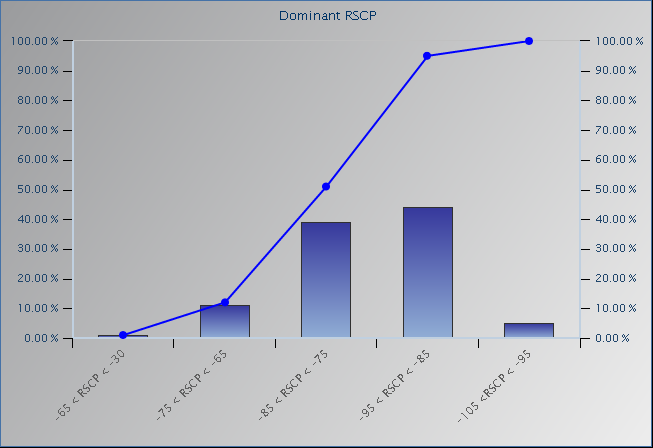 Dominant RSCP
100.00 % 100.00 %
90.00 % 90.00 %
80.00 % 80.00 %
70.00 % 70.00 %
60.00 % 60.00 %
50.00 % 50.00 %
40.00 % 40.00 %
30.00 % 30.00 %
20.00 % 20.00 %
10.00 % 10.00 %
0.00 % 0.00 %
-65 < RSCP < -30
-75 < RSCP < -65
-85 < RSCP < -75
-95 < RSCP < -85
-105 <RSCP < -95